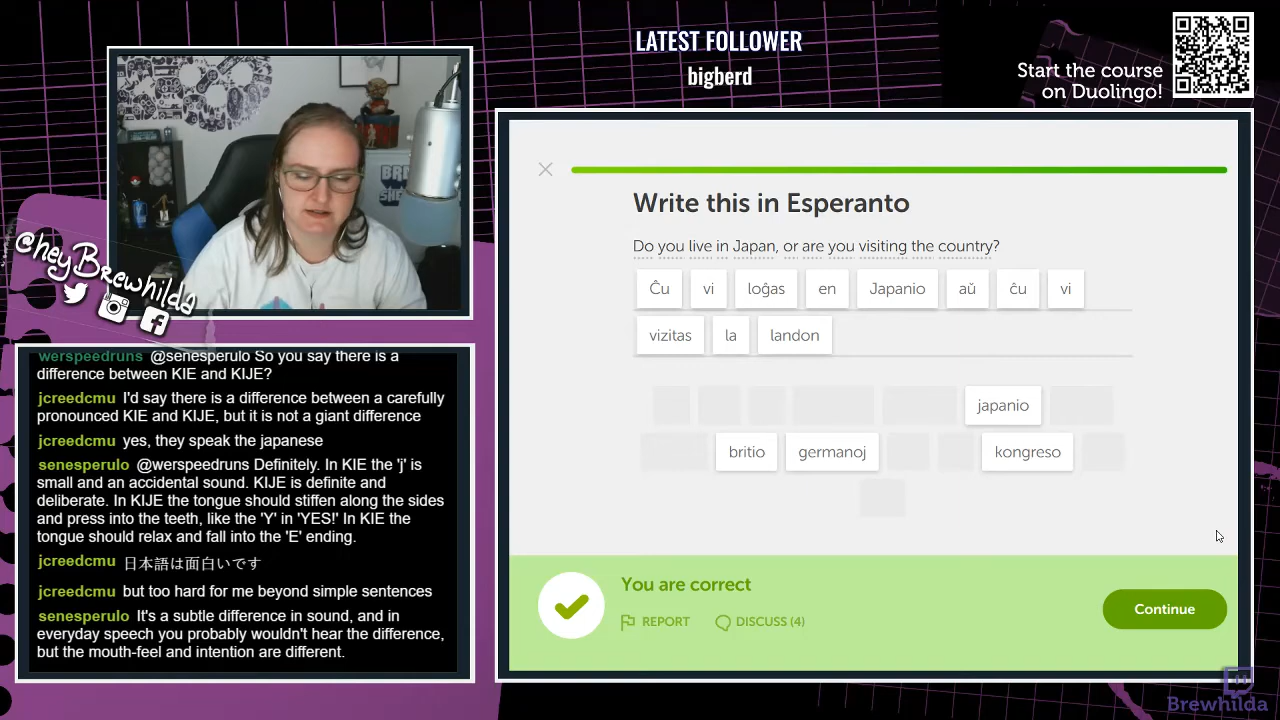 LATEST FOLLOWER
bigberd
Start the course
on Duolingo!
@heyBrewhilda
werspeedruns @senesperulo So you say there is a
difference between KIE and KIJE?
jcreedcmu I'd say there is a difference between a carefully
pronounced KIE and KIJE, but it is not a giant difference
jcreedcmu yes, they speak the japanese
senesperulo @werspeedruns Definitely. In KIE the 'j' is
small and an accidental sound. KIJE is definite and
deliberate. In KIJE the tongue should stiffen along the sides
and press into the teeth, like the 'Y' in 'YES!' In KIE the
tongue should relax and fall into the 'E' ending.
jcreedcmu 日本語は面白いです
jcreedcmu but too hard for me beyond simple sentences
senesperulo It's a subtle difference in sound, and in
everyday speech you probably wouldn't hear the difference,
but the mouth-feel and intention are different.
Write this in Esperanto
Do you live in Japan, or are you visiting the country?
Ĉu vi loĝas en Japanio aŭ ĉu vi
vizitas la landon
japanio
britio germanoj kongreso
You are correct
REPORT DISCUSS (4)
Continue
Brewhilda